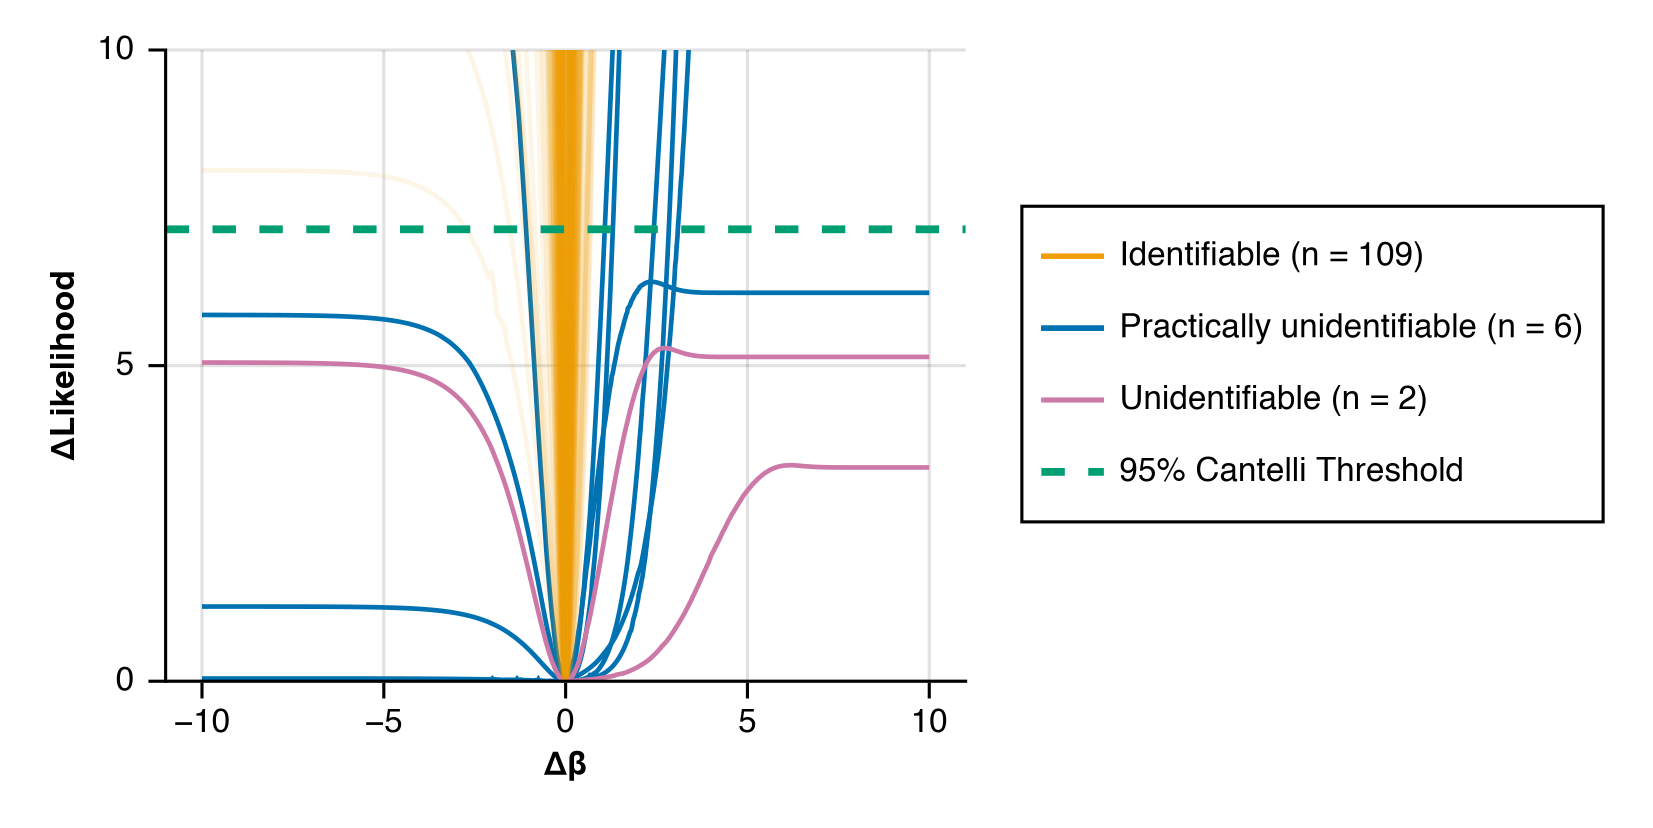 10
5
0
ΔLikelihood
−10
−5
0
5
10
Δβ
Identifiable (n = 109)
Practically unidentifiable (n = 6)
Unidentifiable (n = 2)
95% Cantelli Threshold